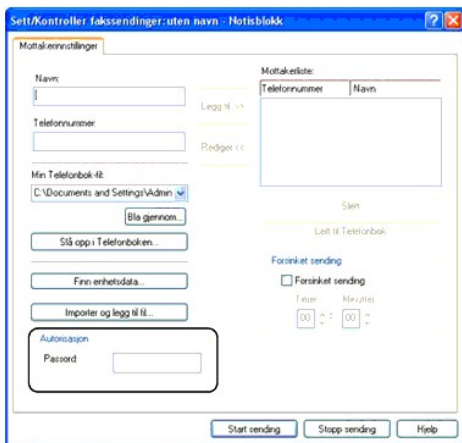 Sett/Kontroller fakssendinger:uten navn - Notisblokk
Mottakerinnstillinger
Navn:
Telefonnummer:
Min Telefonbok-fil:
C:\Documents and Settings\Admin
Bla gjennom...
Slå opp i Telefonboken...
Finn enhetsdata...
Importer og legg til fil...
Autorisasjon
Passord:
Legg til >>
Rediger <<
Mottakerliste:
Telefonnummer Navn
Slett
Lett til Telefonbok
Forsinket sending
Forsinket sending
Timer Minutter
00 : 00
Start sending Stopp sending Hjelp